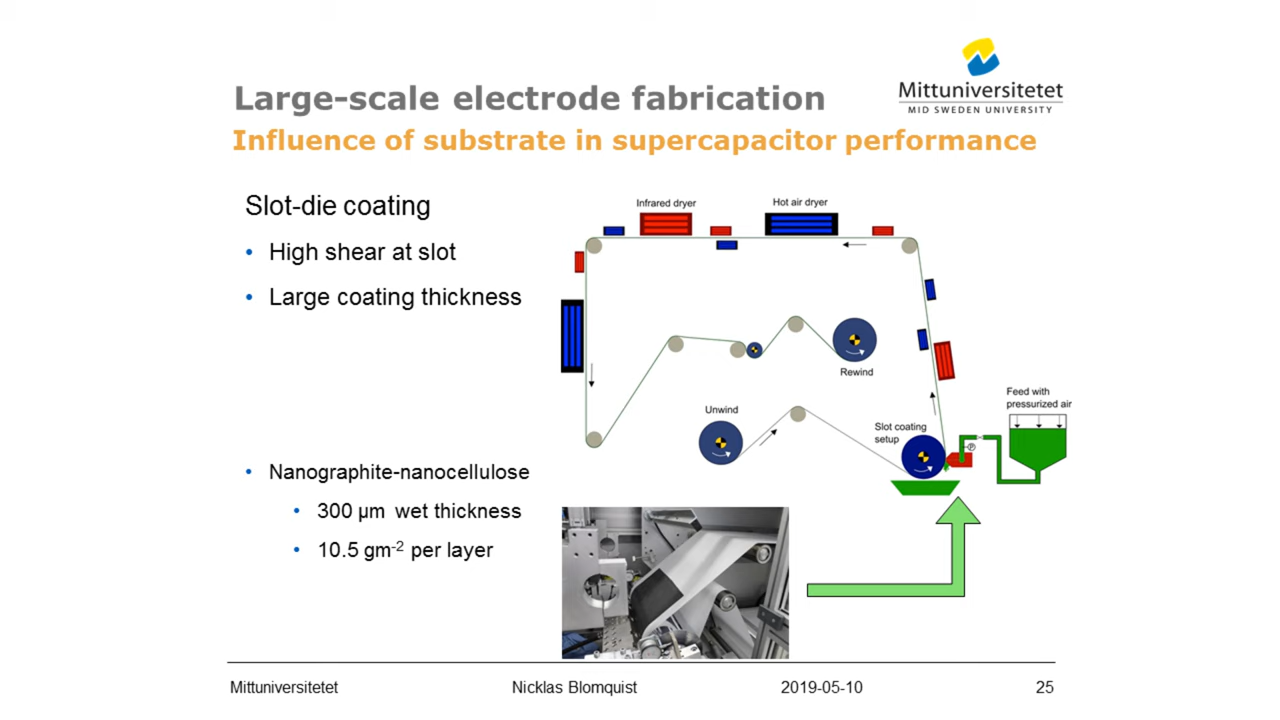 Mittuniversitetet
MID SWEDEN UNIVERSITY
Large-scale electrode fabrication
Influence of substrate in supercapacitor performance
Slot-die coating
• High shear at slot
• Large coating thickness
• Nanographite-nanocellulose
• 300 µm wet thickness
• 10.5 gm-2 per layer
Infrared dryer
Hot air dryer
Rewind
Unwind
Slot coating
setup
Feed with
pressurized air
P
Mittuniversitetet
Nicklas Blomquist
2019-05-10
25